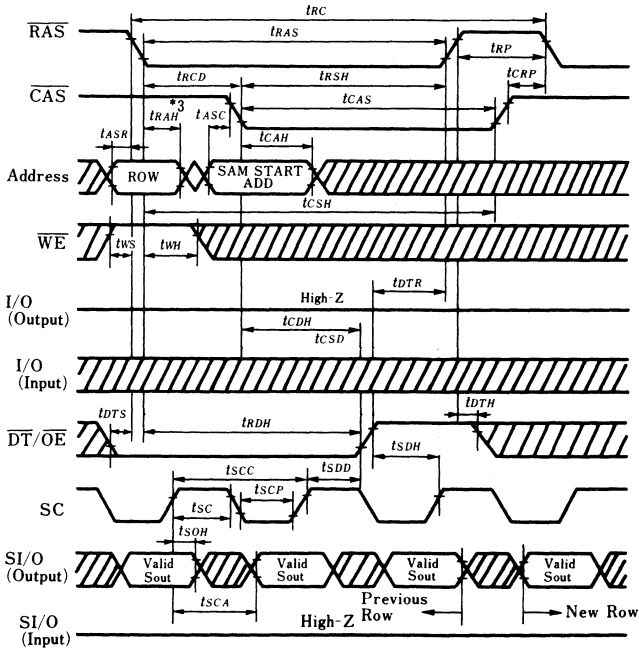 tRC
RAS
tRAS
tRP
tRCD
tRSH
tCRP
CAS
*3
tRAH
tASC
tCAS
tASR
tCAH
Address
ROW
SAM START
ADD
tCSH
WE
tWS
tWH
tDTR
I/O
(Output)
High-Z
tCDH
tCSD
I/O
(Input)
tDTS
tDTH
DT/OE
tRDH
tSDH
tSCC
tSDD
tSCP
SC
tSC
tSOH
SI/O
(Output)
Valid
Sout
Valid
Sout
Valid
Sout
Valid
Sout
tSCA
Previous
Row
New Row
SI/O
(Input)
High-Z